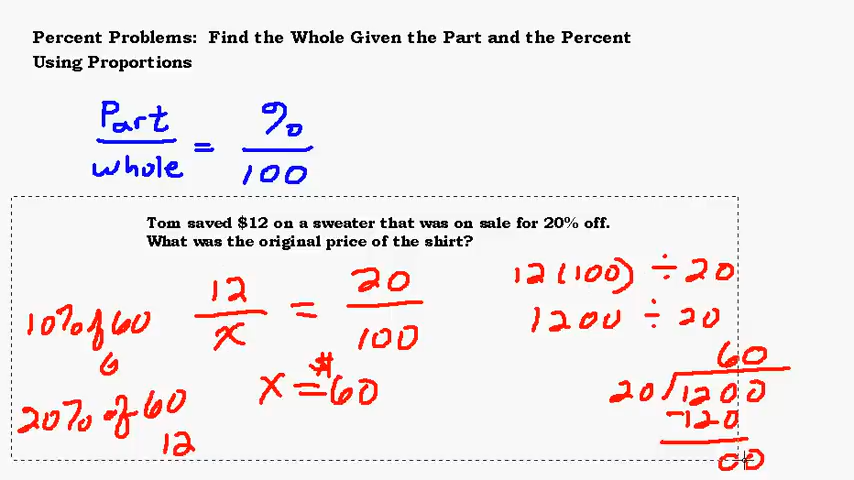 Percent Problems: Find the Whole Given the Part and the Percent
Using Proportions
Part/whole = %/100
Tom saved $12 on a sweater that was on sale for 20% off.
What was the original price of the shirt?
12/x = 20/100
x = $60
10% of 60
6
20% of 60
12
12(100) ÷ 20
1200 ÷ 20
60
20)1200
-120
00